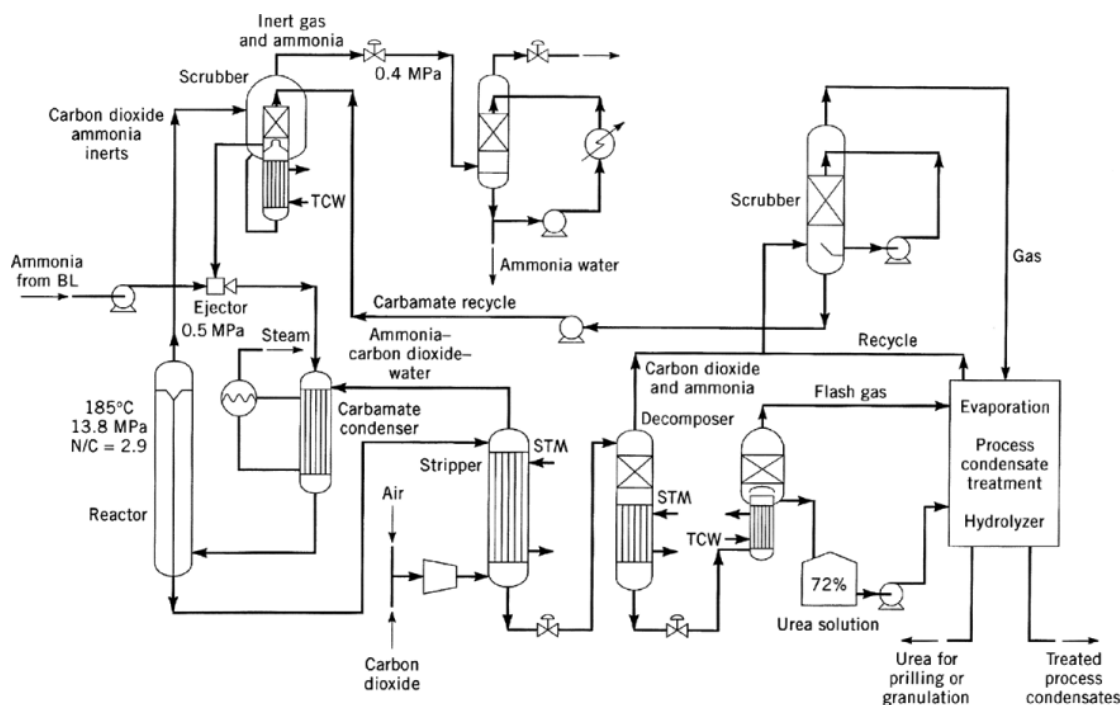 Inert gas
and ammonia
0.4 MPa
Scrubber
Carbon dioxide
ammonia
inerts
TCW
Scrubber
Ammonia water
Gas
Ammonia
from BL
Ejector
0.5 MPa
Carbamate recycle
Steam
Ammonia–
carbon dioxide–
water
Recycle
Carbon dioxide
and ammonia
Flash gas
185°C
13.8 MPa
N/C = 2.9
Carbamate
condenser
Decomposer
Evaporation
Process
condensate
treatment
Hydrolyzer
Stripper
STM
STM
Air
Reactor
TCW
72%
Urea solution
Carbon
dioxide
Urea for
prilling or
granulation
Treated
process
condensates